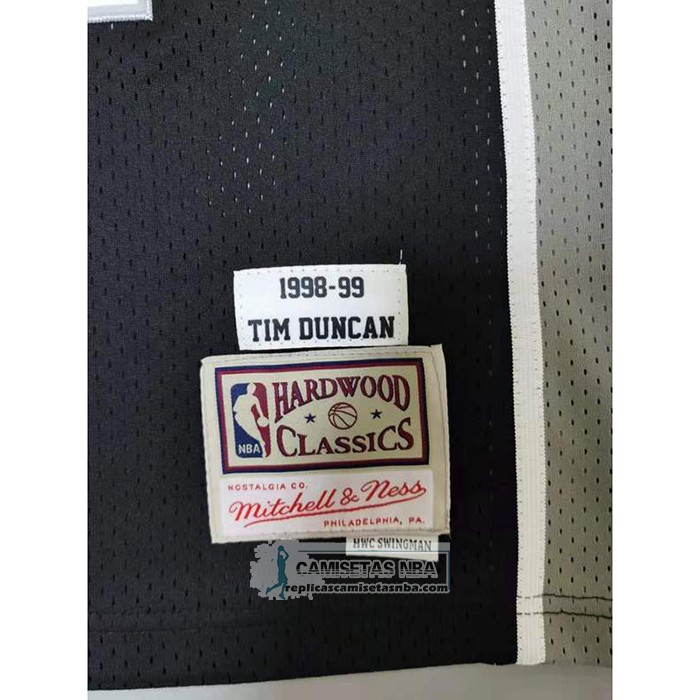 1998-99
TIM DUNCAN
HARDWOOD
NBA
CLASSICS
NOSTALGIA CO.
Mitchell & Ness
PHILADELPHIA, PA.
HWC SWINGMAN
CAMISETAS NBA
replicascamisetasnba.com